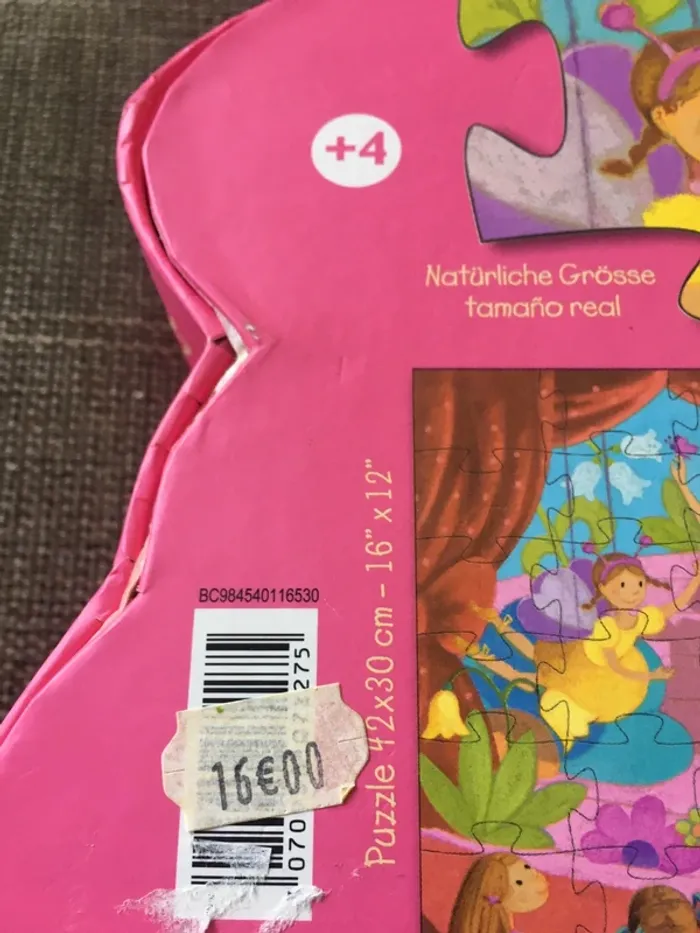 +4
Natürliche Grösse
tamaño real
Puzzle 42x30 cm - 16" x 12"
BC984540116530
16€00